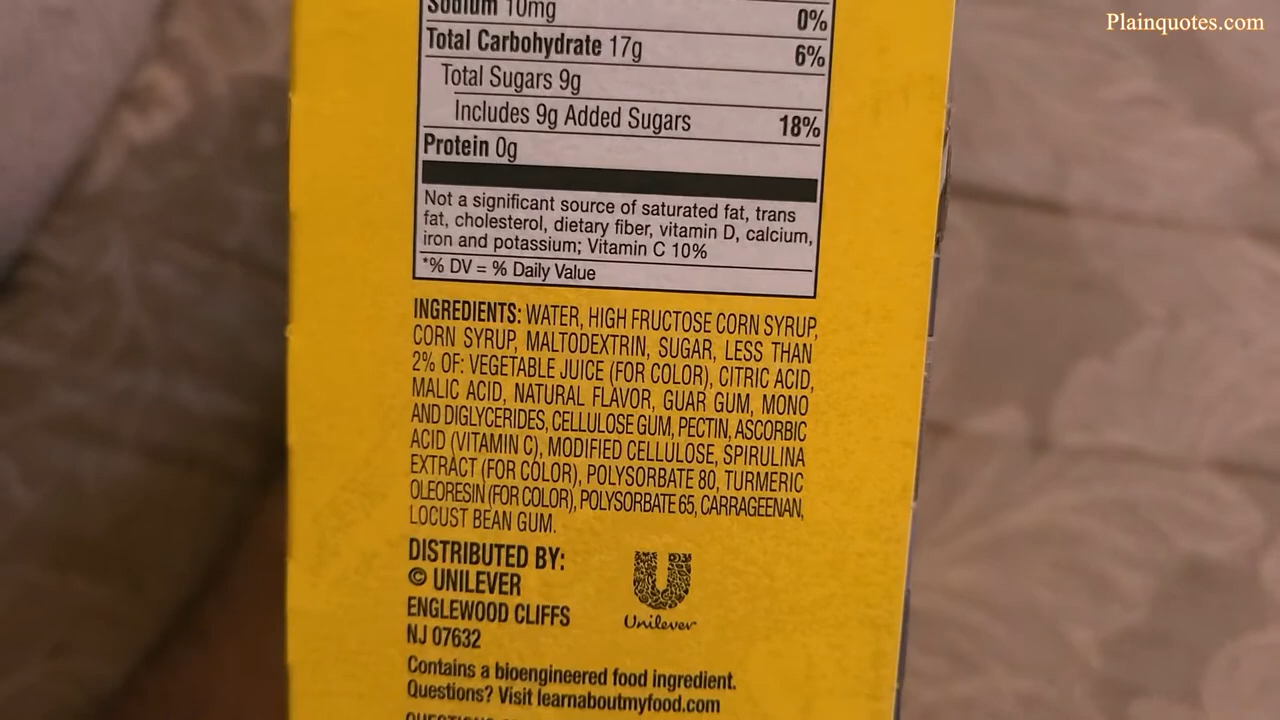 Plainquotes.com
Sodium 10mg 0%
Total Carbohydrate 17g 6%
Total Sugars 9g
Includes 9g Added Sugars 18%
Protein 0g
Not a significant source of saturated fat, trans
fat, cholesterol, dietary fiber, vitamin D, calcium,
iron and potassium; Vitamin C 10%
*% DV = % Daily Value
INGREDIENTS: WATER, HIGH FRUCTOSE CORN SYRUP,
CORN SYRUP, MALTODEXTRIN, SUGAR, LESS THAN
2% OF: VEGETABLE JUICE (FOR COLOR), CITRIC ACID,
MALIC ACID, NATURAL FLAVOR, GUAR GUM, MONO
AND DIGLYCERIDES, CELLULOSE GUM, PECTIN, ASCORBIC
ACID (VITAMIN C), MODIFIED CELLULOSE, SPIRULINA
EXTRACT (FOR COLOR), POLYSORBATE 80, TURMERIC
OLEORESIN (FOR COLOR), POLYSORBATE 65, CARRAGEENAN,
LOCUST BEAN GUM.
DISTRIBUTED BY:
© UNILEVER
ENGLEWOOD CLIFFS
NJ 07632
Unilever
Contains a bioengineered food ingredient.
Questions? Visit learnaboutmyfood.com